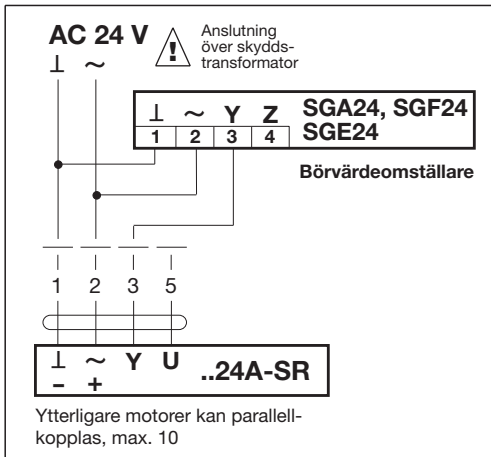 AC 24 V
⊥ ~
! Anslutning
över skydds-
transformator
⊥ ~ Y Z
1 2 3 4
SGA24, SGF24
SGE24
Börvärdeomställare
1 2 3 5
⊥ ~ Y U
– +
..24A-SR
Ytterligare motorer kan parallell-
kopplas, max. 10